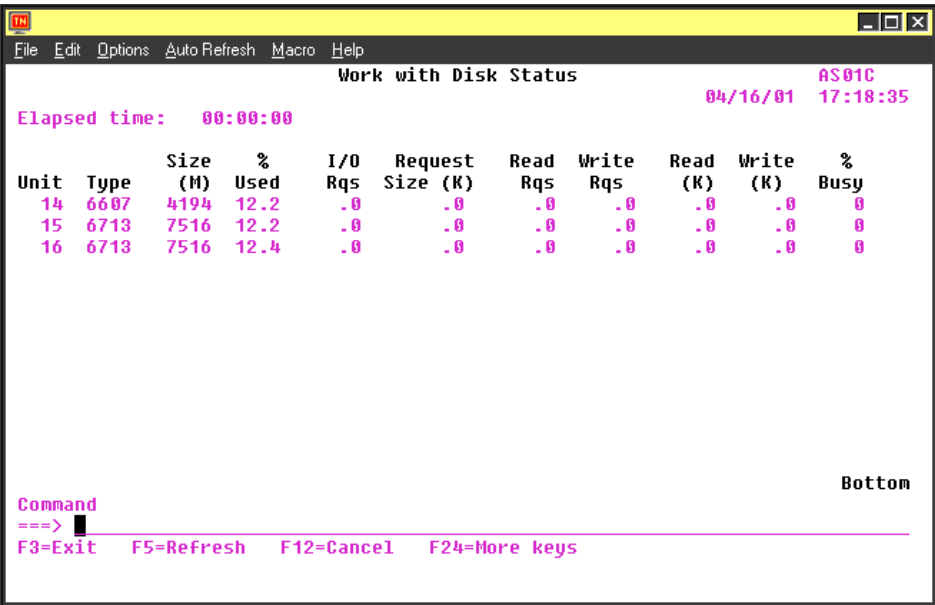 TN
File Edit Options Auto Refresh Macro Help
Work with Disk Status AS01C
04/16/01 17:18:35
Elapsed time: 00:00:00
Size % I/O Request Read Write Read Write %
Unit Type (M) Used Rqs Size (K) Rqs Rqs (K) (K) Busy
14 6607 4194 12.2 .0 .0 .0 .0 .0 .0 0
15 6713 7516 12.2 .0 .0 .0 .0 .0 .0 0
16 6713 7516 12.4 .0 .0 .0 .0 .0 .0 0
Bottom
Command
===>
F3=Exit F5=Refresh F12=Cancel F24=More keys